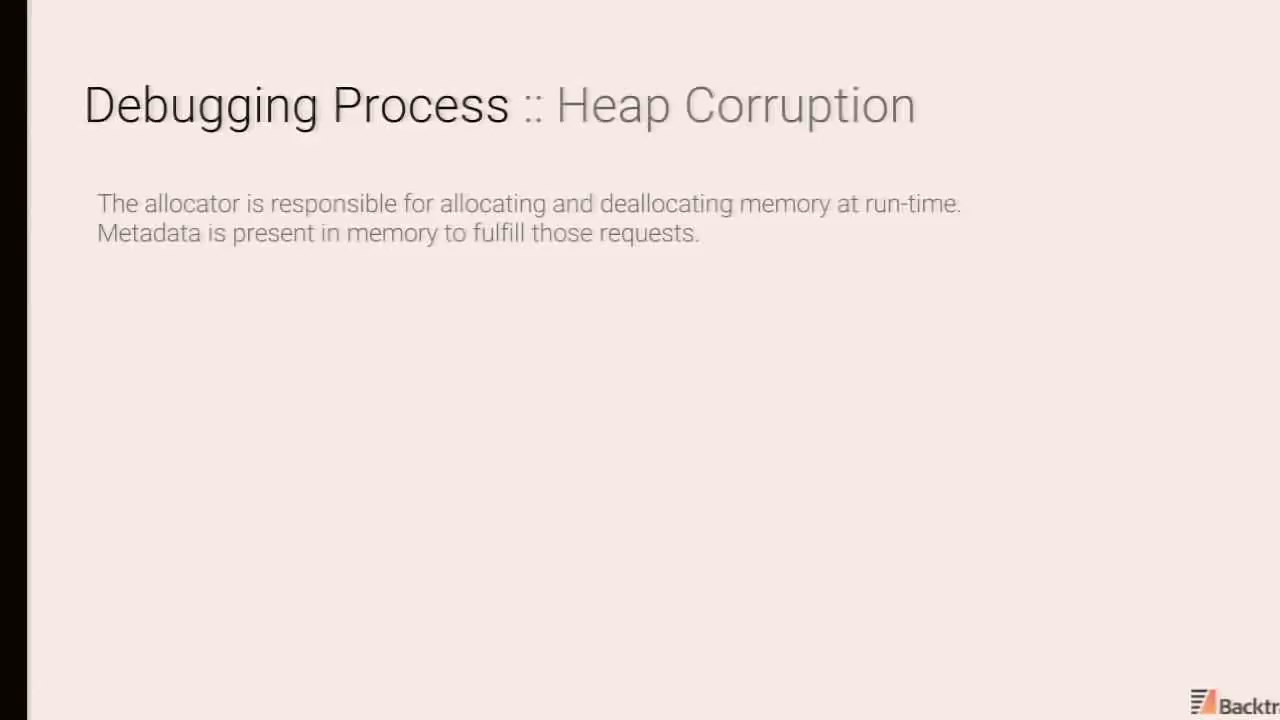 Debugging Process :: Heap Corruption
The allocator is responsible for allocating and deallocating memory at run-time.
Metadata is present in memory to fulfill those requests.
Backtr